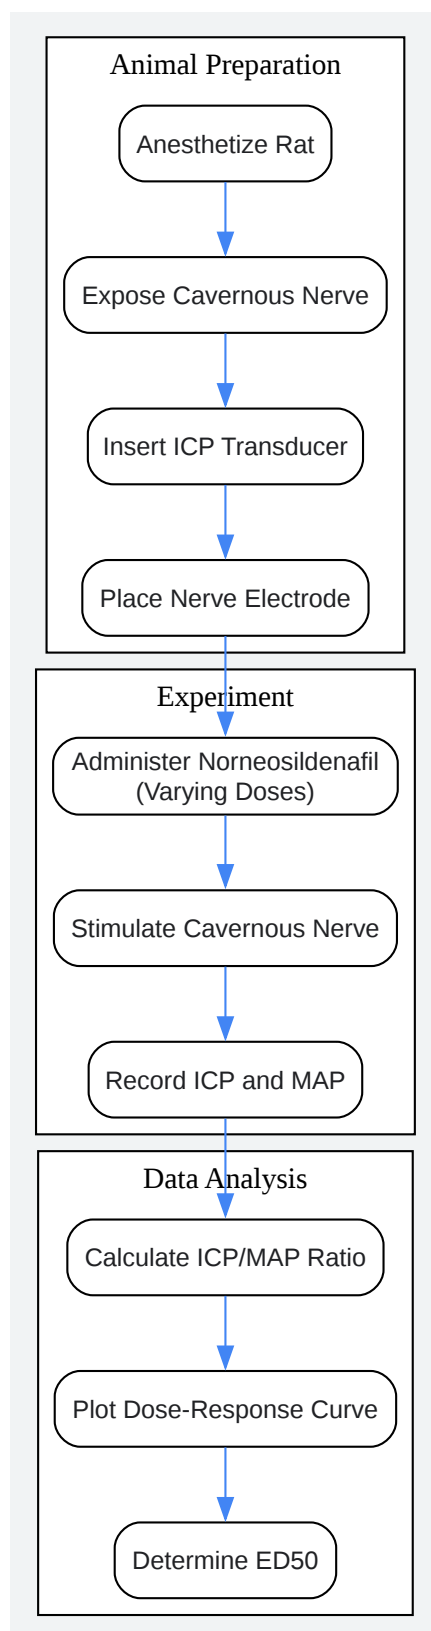 Animal Preparation
Anesthetize Rat
Expose Cavernous Nerve
Insert ICP Transducer
Place Nerve Electrode
Experiment
Administer Norneosildenafil
(Varying Doses)
Stimulate Cavernous Nerve
Record ICP and MAP
Data Analysis
Calculate ICP/MAP Ratio
Plot Dose-Response Curve
Determine ED50